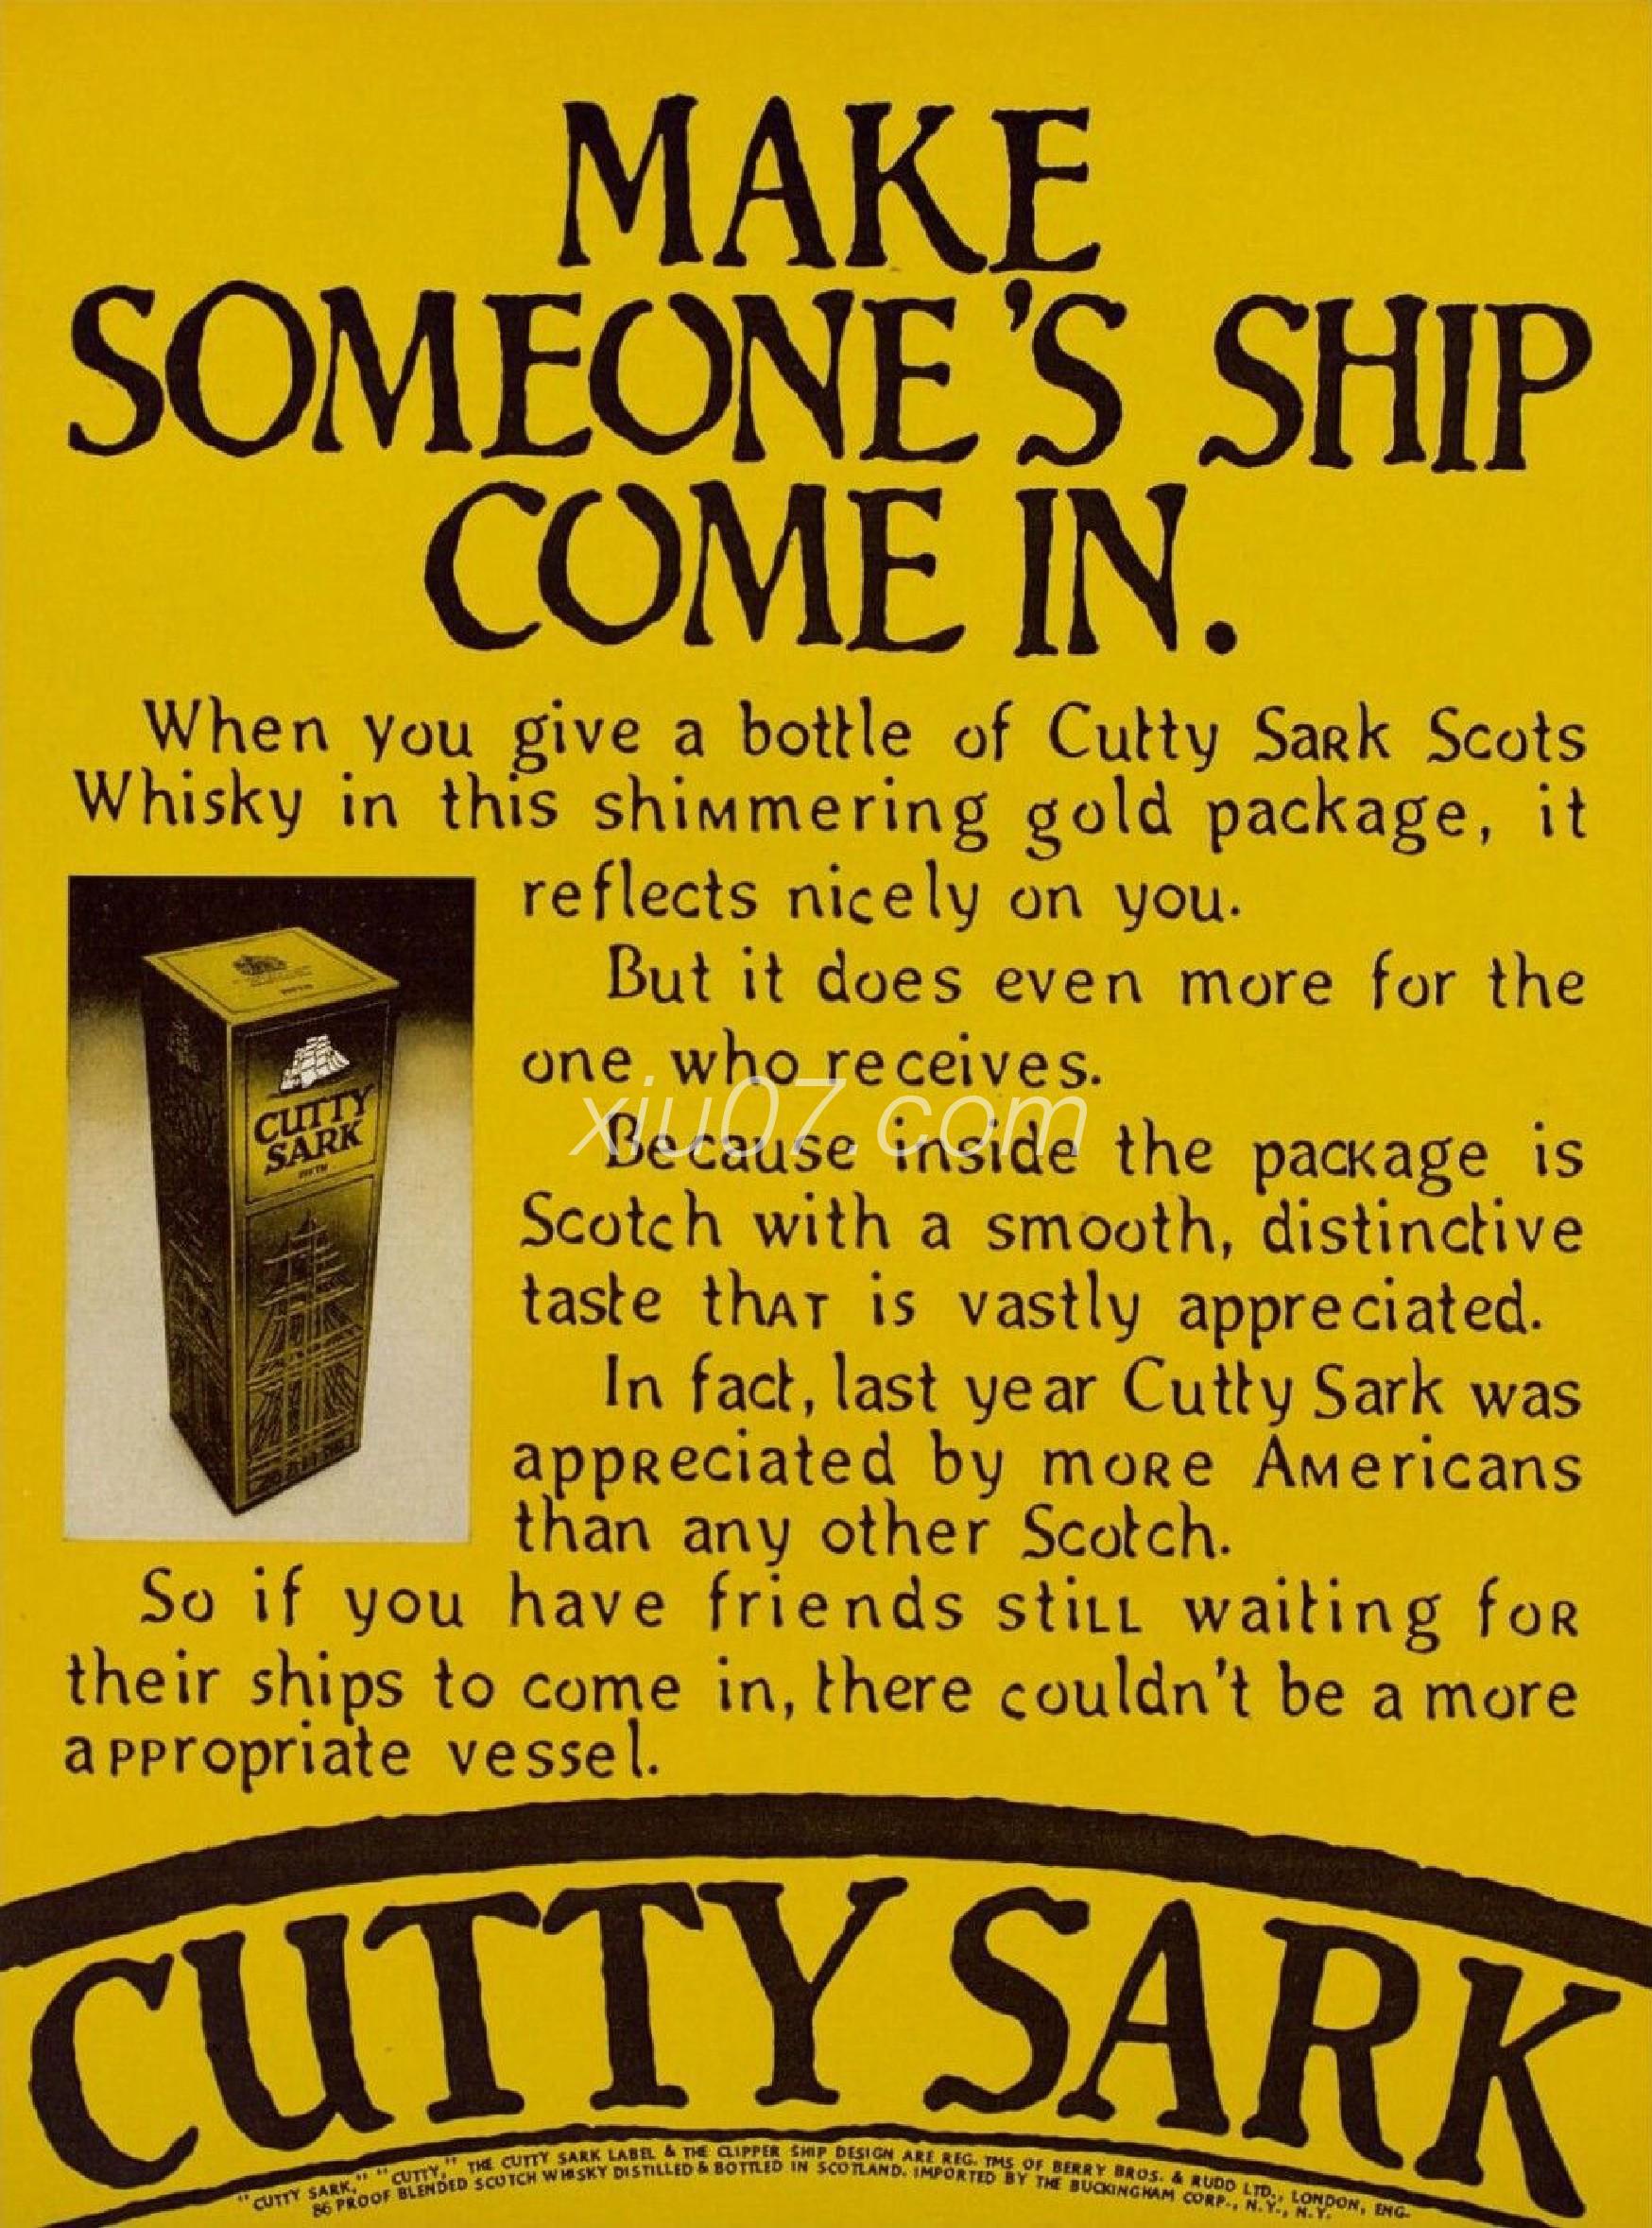 MAKE
SOMEONE'S SHIP
COME IN.
When you give a bottle of Cutty Sark Scots
Whisky in this shimmering gold package, it
reflects nicely on you.
But it does even more for the
one who receives.
Because inside the package is
Scotch with a smooth, distinctive
taste that is vastly appreciated.
In fact, last year Cutty Sark was
appreciated by more Americans
than any other Scotch.
So if you have friends still waiting for
their ships to come in, there couldn't be a more
appropriate vessel.
CUTTY
SARK
FIFTH
xiu07.com
CUTTY SARK
"CUTTY SARK," "CUTTY," THE CUTTY SARK LABEL & THE CLIPPER SHIP DESIGN ARE REG. TMS OF BERRY BROS. & RUDD LTD., LONDON, ENG.
86 PROOF BLENDED SCOTCH WHISKY DISTILLED & BOTTLED IN SCOTLAND. IMPORTED BY THE BUCKINGHAM CORP., N.Y., N.Y.